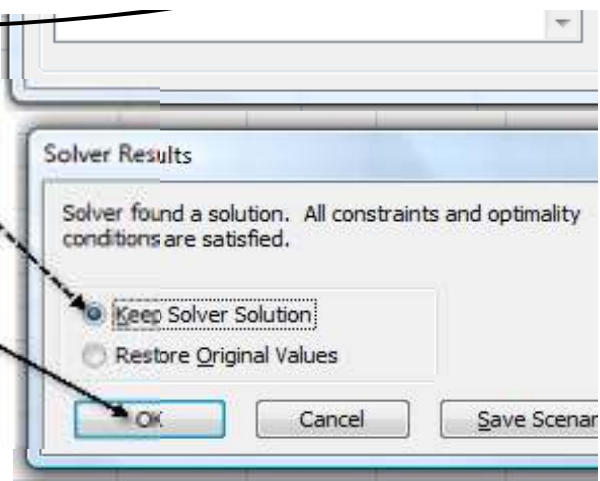 Solver Results
Solver found a solution. All constraints and optimality
conditions are satisfied.
Keep Solver Solution
Restore Original Values
OK Cancel Save Scenar